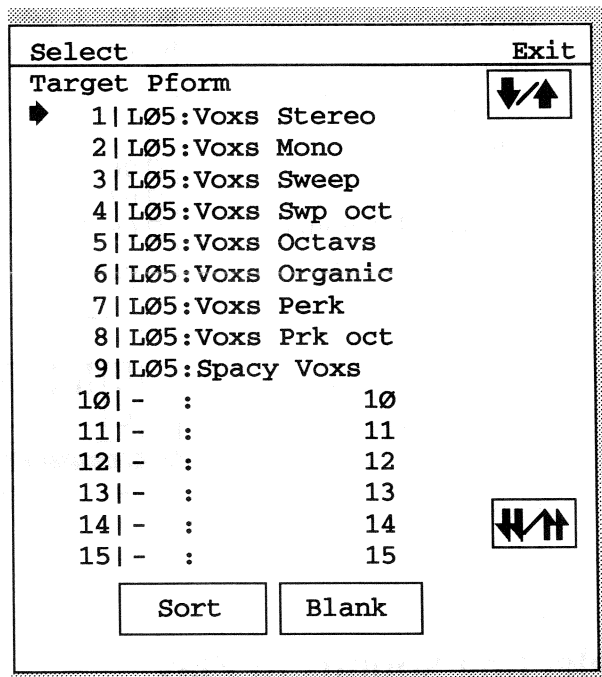 Select Exit
Target Pform
1|LØ5:Voxs Stereo
2|LØ5:Voxs Mono
3|LØ5:Voxs Sweep
4|LØ5:Voxs Swp oct
5|LØ5:Voxs Octavs
6|LØ5:Voxs Organic
7|LØ5:Voxs Perk
8|LØ5:Voxs Prk oct
9|LØ5:Spacy Voxs
1Ø|- : 1Ø
11|- : 11
12|- : 12
13|- : 13
14|- : 14
15|- : 15
Sort Blank